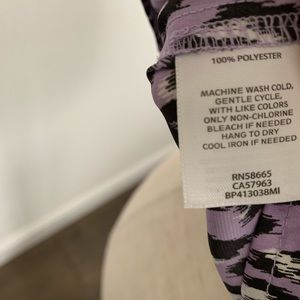 100% POLYESTER
MACHINE WASH COLD,
GENTLE CYCLE,
WITH LIKE COLORS
ONLY NON-CHLORINE
BLEACH IF NEEDED
HANG TO DRY
COOL IRON IF NEEDED
RN58665
CA57963
BP413038MI